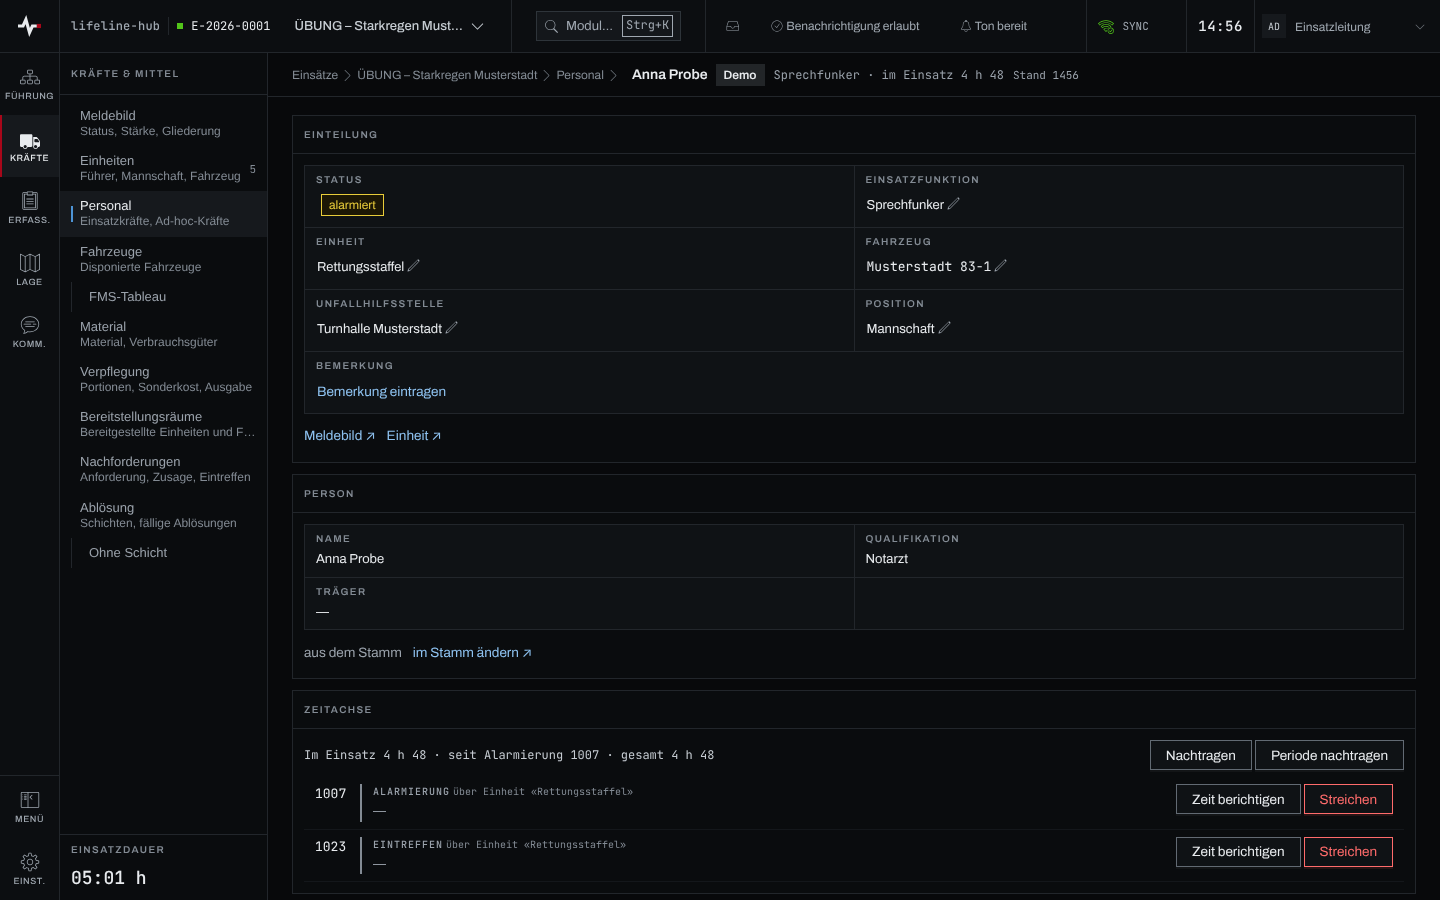 lifeline-hub
E-2026-0001
ÜBUNG – Starkregen Must...
Modul...
Strg+K
Benachrichtigung erlaubt
Ton bereit
SYNC
14:56
AD
Einsatzleitung
FÜHRUNG
KRÄFTE
ERFASS.
LAGE
KOMM.
MENÜ
EINST.
KRÄFTE & MITTEL
Meldebild
Status, Stärke, Gliederung
Einheiten
Führer, Mannschaft, Fahrzeug
5
Personal
Einsatzkräfte, Ad-hoc-Kräfte
Fahrzeuge
Disponierte Fahrzeuge
FMS-Tableau
Material
Material, Verbrauchsgüter
Verpflegung
Portionen, Sonderkost, Ausgabe
Bereitstellungsräume
Bereitgestellte Einheiten und F...
Nachforderungen
Anforderung, Zusage, Eintreffen
Ablösung
Schichten, fällige Ablösungen
Ohne Schicht
EINSATZDAUER
05:01 h
Einsätze
ÜBUNG – Starkregen Musterstadt
Personal
Anna Probe
Demo
Sprechfunker · im Einsatz 4 h 48
Stand 1456
EINTEILUNG
STATUS
alarmiert
EINSATZFUNKTION
Sprechfunker
EINHEIT
Rettungsstaffel
FAHRZEUG
Musterstadt 83-1
UNFALLHILFSSTELLE
Turnhalle Musterstadt
POSITION
Mannschaft
BEMERKUNG
Bemerkung eintragen
Meldebild ↗ Einheit ↗
PERSON
NAME
Anna Probe
QUALIFIKATION
Notarzt
TRÄGER
—
aus dem Stamm im Stamm ändern ↗
ZEITACHSE
Im Einsatz 4 h 48 · seit Alarmierung 1007 · gesamt 4 h 48
Nachtragen
Periode nachtragen
1007
ALARMIERUNG über Einheit «Rettungsstaffel»
—
Zeit berichtigen
Streichen
1023
EINTREFFEN über Einheit «Rettungsstaffel»
—
Zeit berichtigen
Streichen